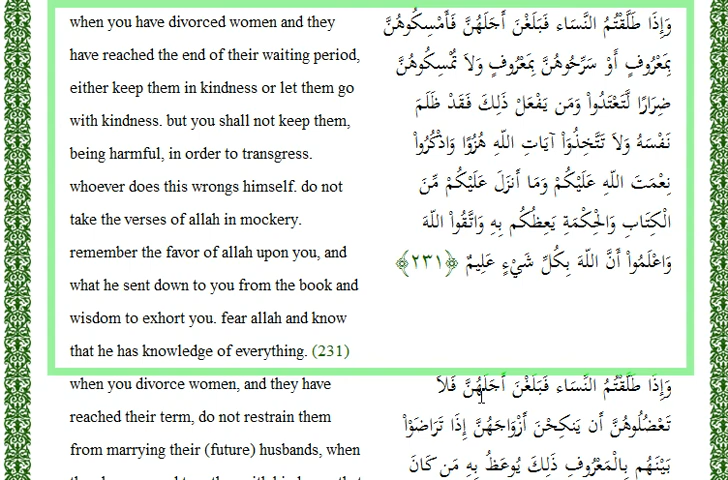 when you have divorced women and they
have reached the end of their waiting period,
either keep them in kindness or let them go
with kindness. but you shall not keep them,
being harmful, in order to transgress.
whoever does this wrongs himself. do not
take the verses of allah in mockery.
remember the favor of allah upon you, and
what he sent down to you from the book and
wisdom to exhort you. fear allah and know
that he has knowledge of everything. (231)
وَإِذَا طَلَّقْتُمُ النَّسَاء فَبَلَغْنَ أَجَلَهُنَّ فَأَمْسِكُوهُنَّ
بِمَعْرُوفٍ أَوْ سَرِّحُوهُنَّ بِمَعْرُوفٍ وَلاَ تُمْسِكُوهُنَّ
ضِرَارًا لَّتَعْتَدُواْ وَمَن يَفْعَلْ ذَلِكَ فَقَدْ ظَلَمَ
نَفْسَهُ وَلاَ تَتَّخِذُوَاْ آيَاتِ اللّهِ هُزُوًا وَاذْكُرُواْ
نِعْمَتَ اللّهِ عَلَيْكُمْ وَمَا أَنزَلَ عَلَيْكُمْ مِّنَ
الْكِتَابِ وَالْحِكْمَةِ يَعِظُكُم بِهِ وَاتَّقُواْ اللّهَ
وَاعْلَمُواْ أَنَّ اللّهَ بِكُلِّ شَيْءٍ عَلِيمٌ ﴿٢٣١﴾
when you divorce women, and they have
reached their term, do not restrain them
from marrying their (future) husbands, when
وَإِذَا طَلَّقْتُمُ النَّسَاء فَبَلَغْنَ أَجَلَهُنَّ فَلاَ
تَعْضُلُوهُنَّ أَن يَنكِحْنَ أَزْوَاجَهُنَّ إِذَا تَرَاضَوْاْ
بَيْنَهُم بِالْمَعْرُوفِ ذَلِكَ يُوعَظُ بِهِ مَن كَانَ